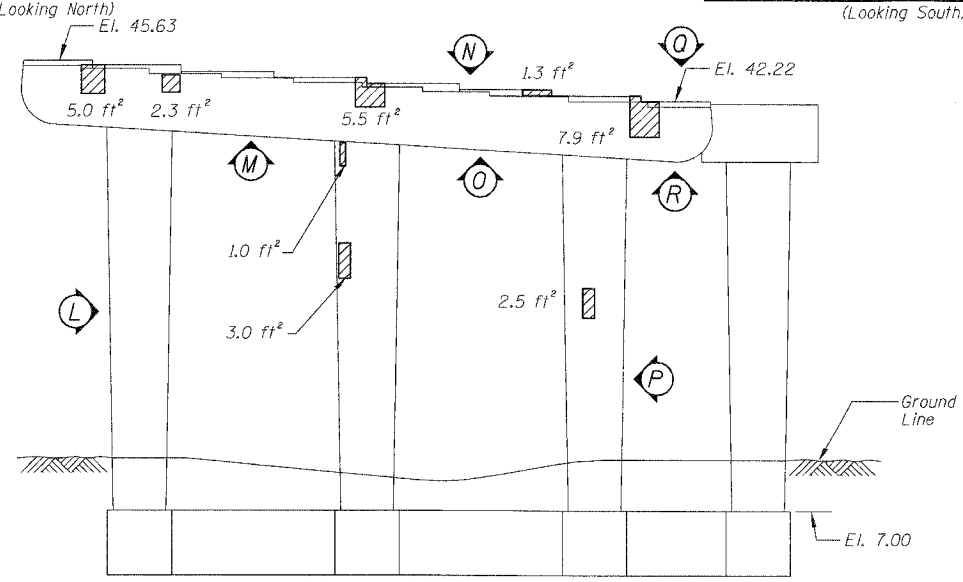 (Looking North)
(Looking South)
El. 45.63
N
Q
1.3 ft²
El. 42.22
5.0 ft²
2.3 ft²
5.5 ft²
7.9 ft²
M
O
R
1.0 ft²
3.0 ft²
2.5 ft²
L
P
Ground
Line
El. 7.00